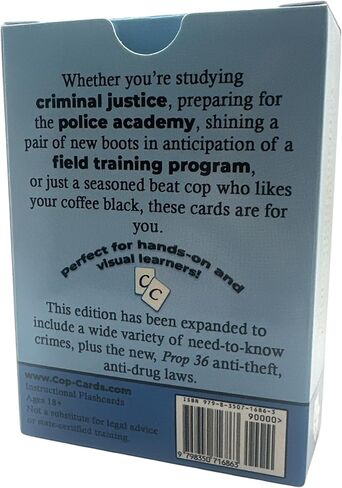 Whether you're studying
criminal justice, preparing for
the police academy, shining a
pair of new boots in anticipation of a
field training program,
or just a seasoned beat cop who likes
your coffee black, these cards are for
you.
Perfect for hands-on and
visual learners!
C C
This edition has been expanded to
include a wide variety of need-to-know
crimes, plus the new, Prop 36 anti-theft,
anti-drug laws.
www.Cop-Cards.com
Instructional Flashcards
Ages 18+
Not a substitute for legal advice
or state-certified training.
ISBN 979-8-3507-1686-3
90000>
9 798350 716863